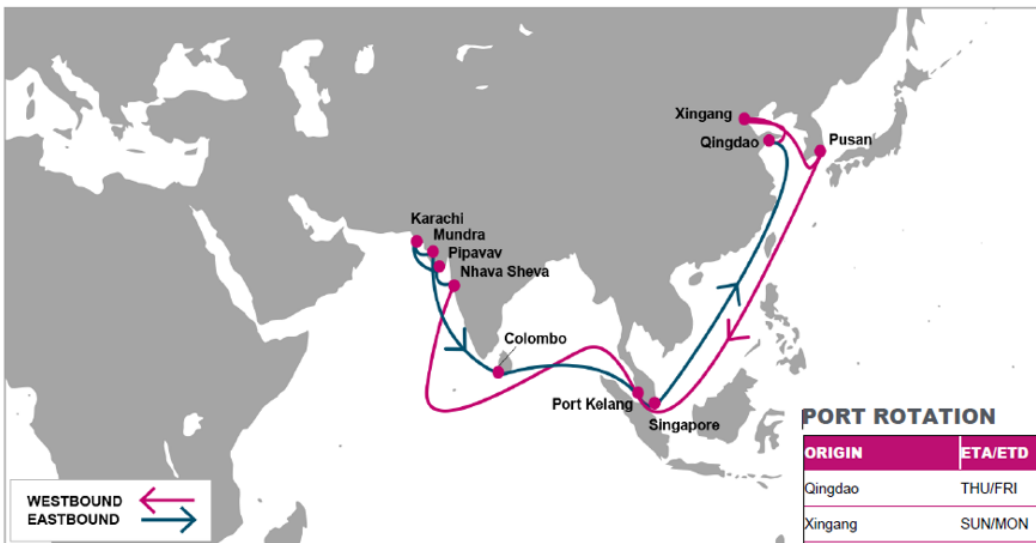 Xingang
Qingdao
Pusan
Karachi
Mundra
Pipavav
Nhava Sheva
Colombo
Port Kelang
Singapore
WESTBOUND
EASTBOUND
PORT ROTATION
ORIGIN ETA/ETD
Qingdao THU/FRI
Xingang SUN/MON